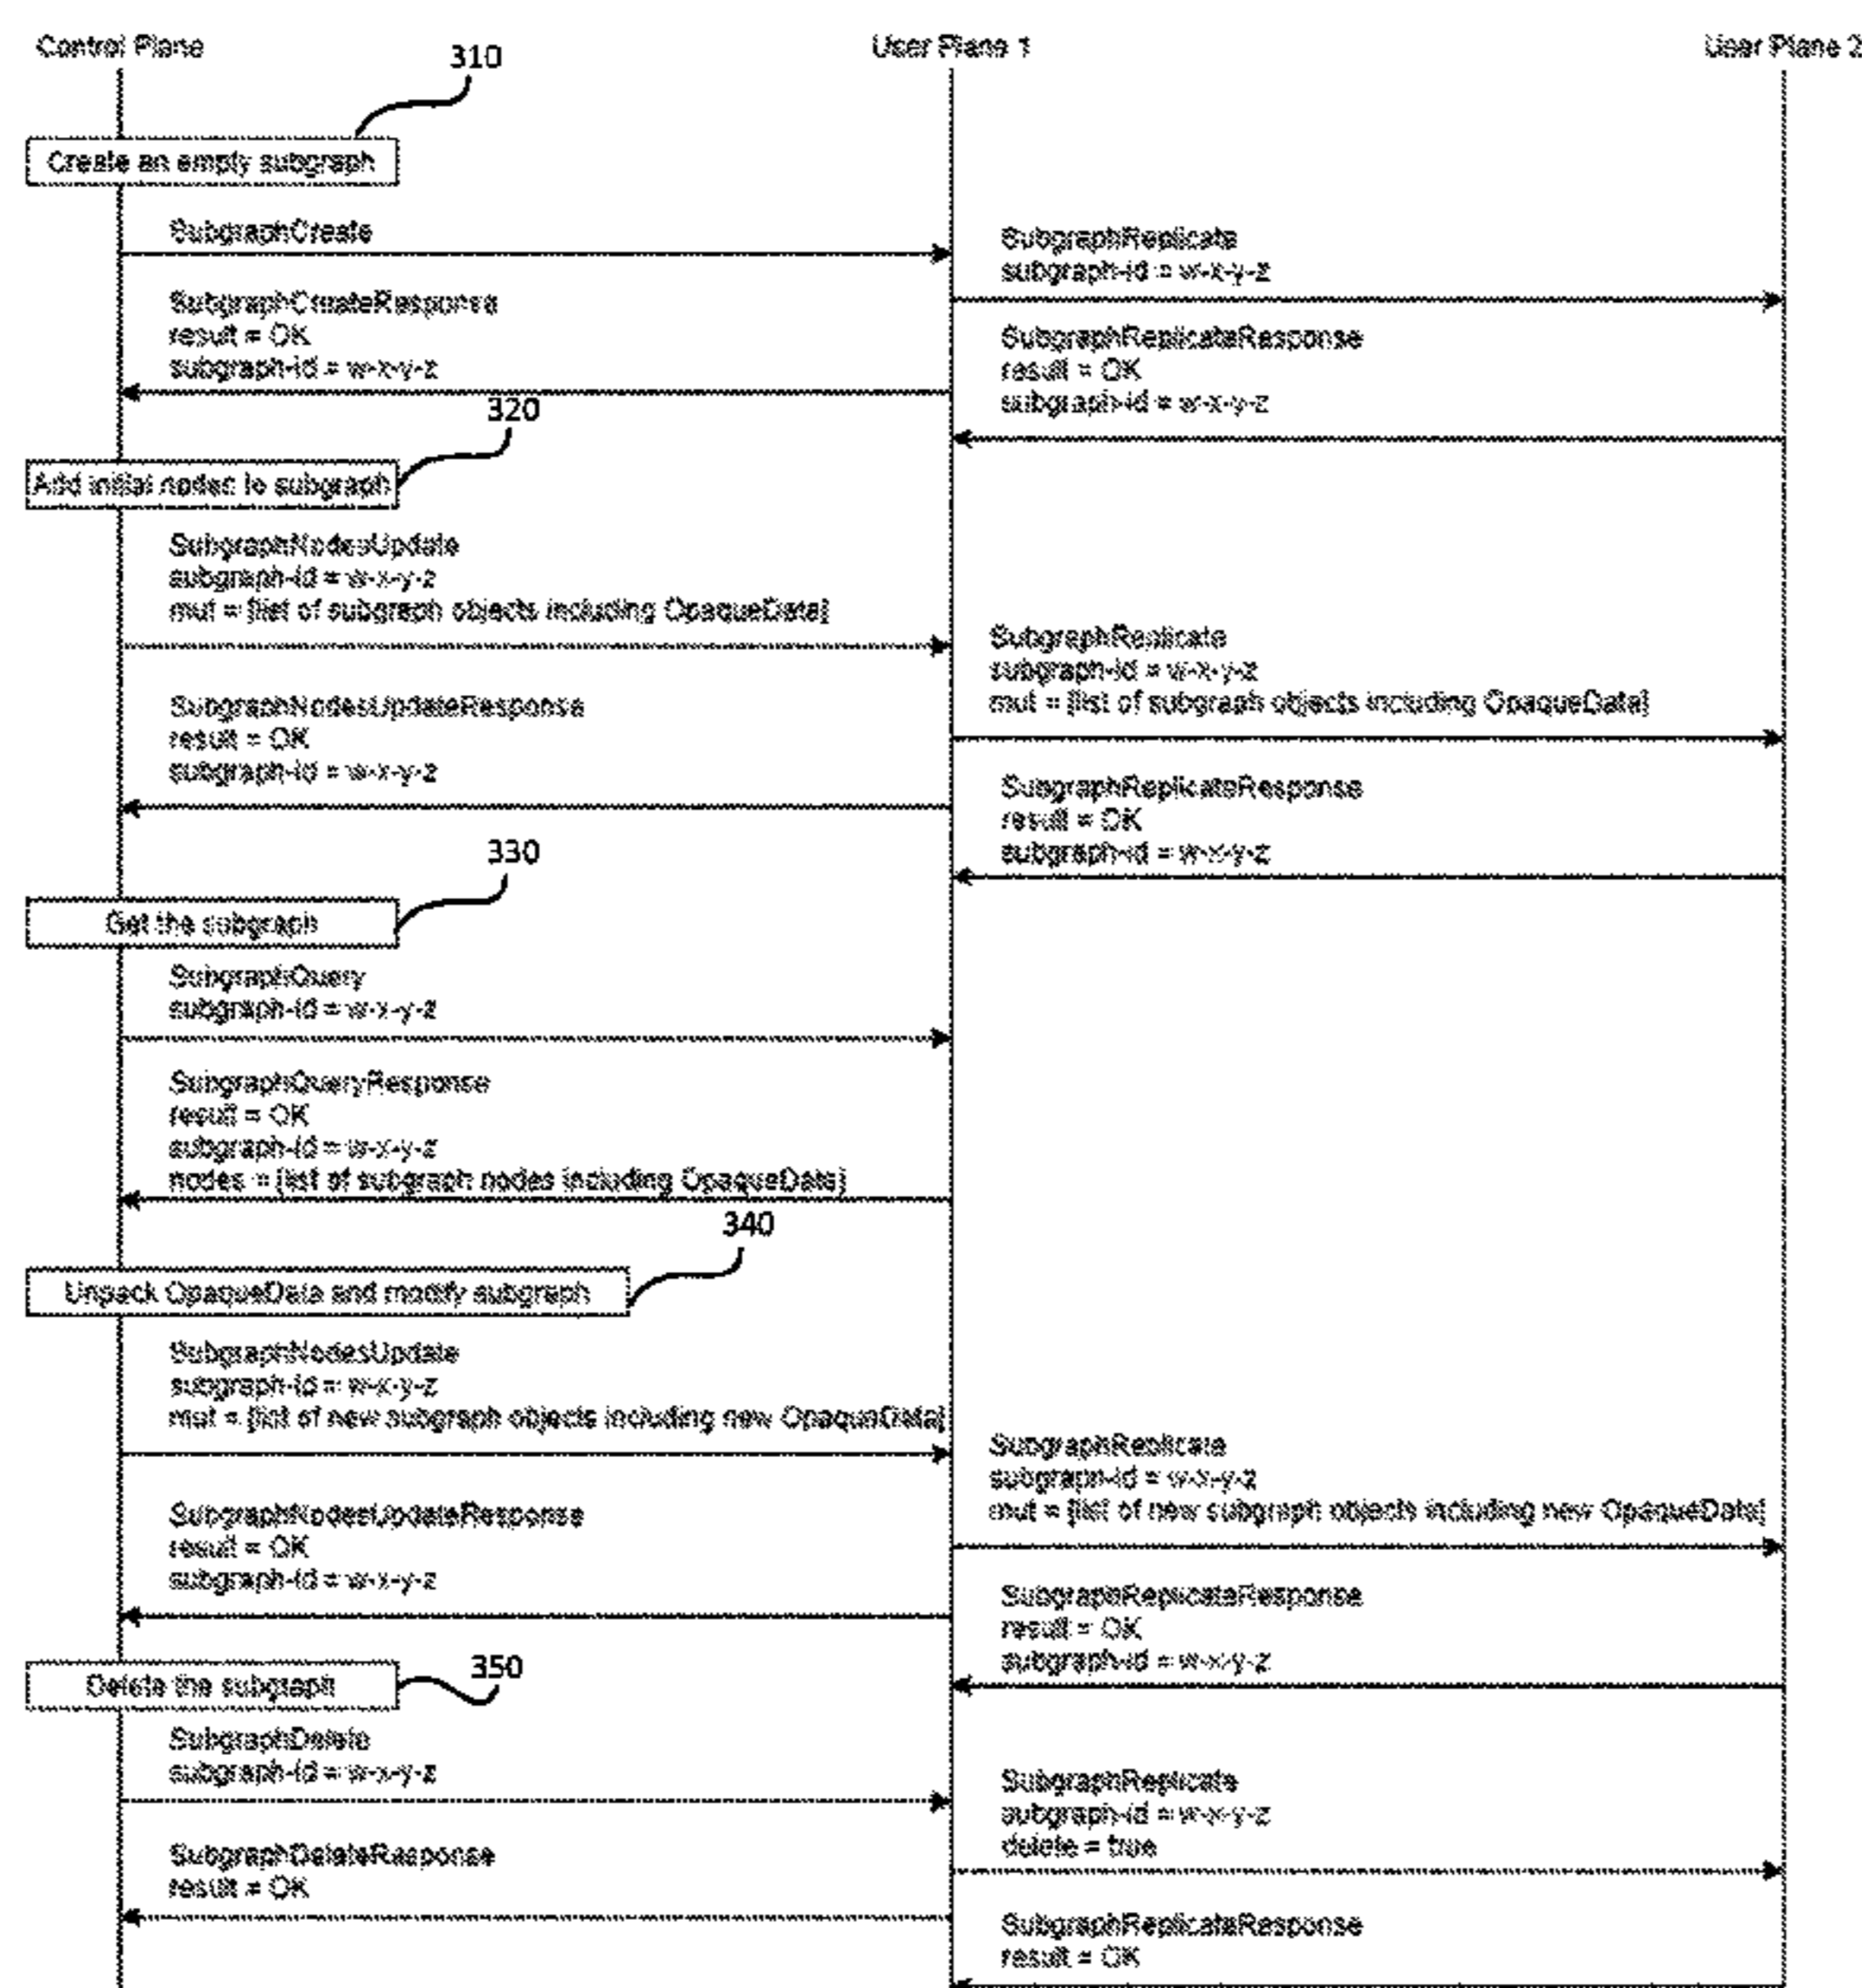 Control Plane
User Plane 1
User Plane 2
310
Create an empty subgraph
SubgraphCreate
SubgraphReplicate
subgraph-id = w-x-y-z
SubgraphCreateResponse
result = OK
subgraph-id = w-x-y-z
SubgraphReplicateResponse
result = OK
subgraph-id = w-x-y-z
320
Add initial nodes to subgraph
SubgraphNodesUpdate
subgraph-id = w-x-y-z
mut = [list of subgraph objects including OpaqueData]
SubgraphReplicate
subgraph-id = w-x-y-z
mut = [list of subgraph objects including OpaqueData]
SubgraphNodesUpdateResponse
result = OK
subgraph-id = w-x-y-z
SubgraphReplicateResponse
result = OK
subgraph-id = w-x-y-z
330
Get the subgraph
SubgraphQuery
subgraph-id = w-x-y-z
SubgraphQueryResponse
result = OK
subgraph-id = w-x-y-z
nodes = [list of subgraph nodes including OpaqueData]
340
Unpack OpaqueData and modify subgraph
SubgraphNodesUpdate
subgraph-id = w-x-y-z
mut = [list of new subgraph objects including new OpaqueData]
SubgraphReplicate
subgraph-id = w-x-y-z
mut = [list of new subgraph objects including new OpaqueData]
SubgraphNodesUpdateResponse
result = OK
subgraph-id = w-x-y-z
SubgraphReplicateResponse
result = OK
subgraph-id = w-x-y-z
350
Delete the subgraph
SubgraphDelete
subgraph-id = w-x-y-z
SubgraphReplicate
subgraph-id = w-x-y-z
delete = true
SubgraphDeleteResponse
result = OK
SubgraphReplicateResponse
result = OK